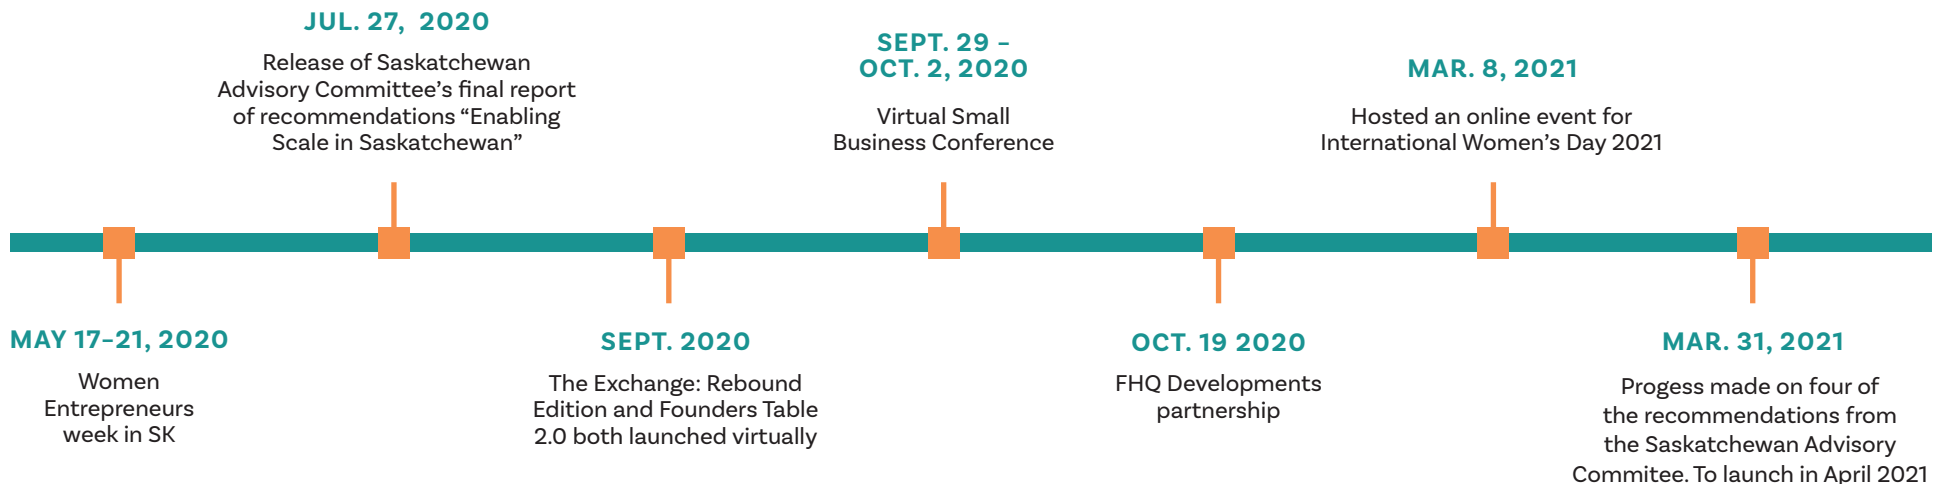 JUL. 27, 2020
Release of Saskatchewan
Advisory Committee's final report
of recommendations “Enabling
Scale in Saskatchewan”
SEPT. 29 –
OCT. 2, 2020
Virtual Small
Business Conference
MAR. 8, 2021
Hosted an online event for
International Women's Day 2021
MAY 17–21, 2020
Women
Entrepreneurs
week in SK
SEPT. 2020
The Exchange: Rebound
Edition and Founders Table
2.0 both launched virtually
OCT. 19 2020
FHQ Developments
partnership
MAR. 31, 2021
Progess made on four of
the recommendations from
the Saskatchewan Advisory
Commitee. To launch in April 2021